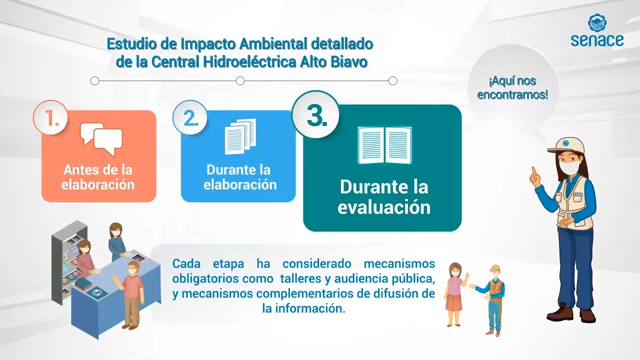 senace
Estudio de Impacto Ambiental detallado
de la Central Hidroeléctrica Alto Biavo
¡Aquí nos
encontramos!
1.
Antes de la
elaboración
2.
Durante la
elaboración
3.
Durante la
evaluación
Cada etapa ha considerado mecanismos
obligatorios como talleres y audiencia pública,
y mecanismos complementarios de difusión de
la información.